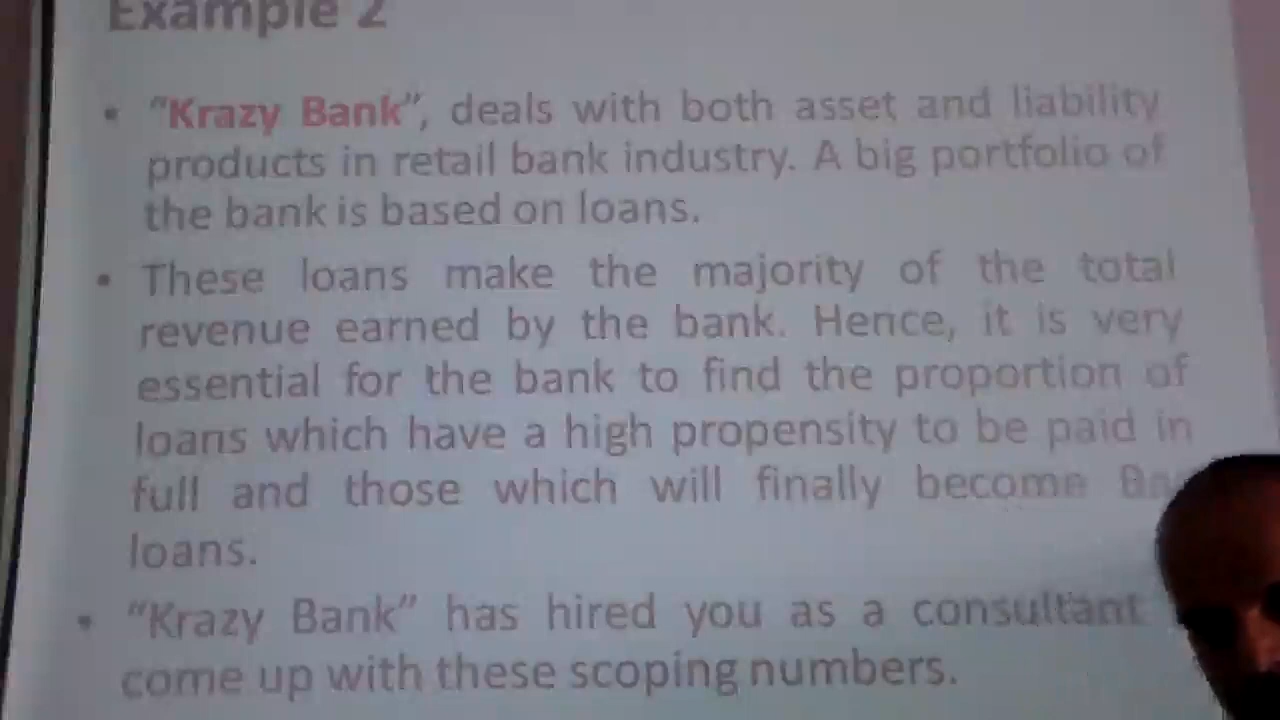 Example 2
• "Krazy Bank", deals with both asset and liability
products in retail bank industry. A big portfolio of
the bank is based on loans.
• These loans make the majority of the total
revenue earned by the bank. Hence, it is very
essential for the bank to find the proportion of
loans which have a high propensity to be paid in
full and those which will finally become
loans.
• "Krazy Bank" has hired you as a consultant
come up with these scoping numbers.